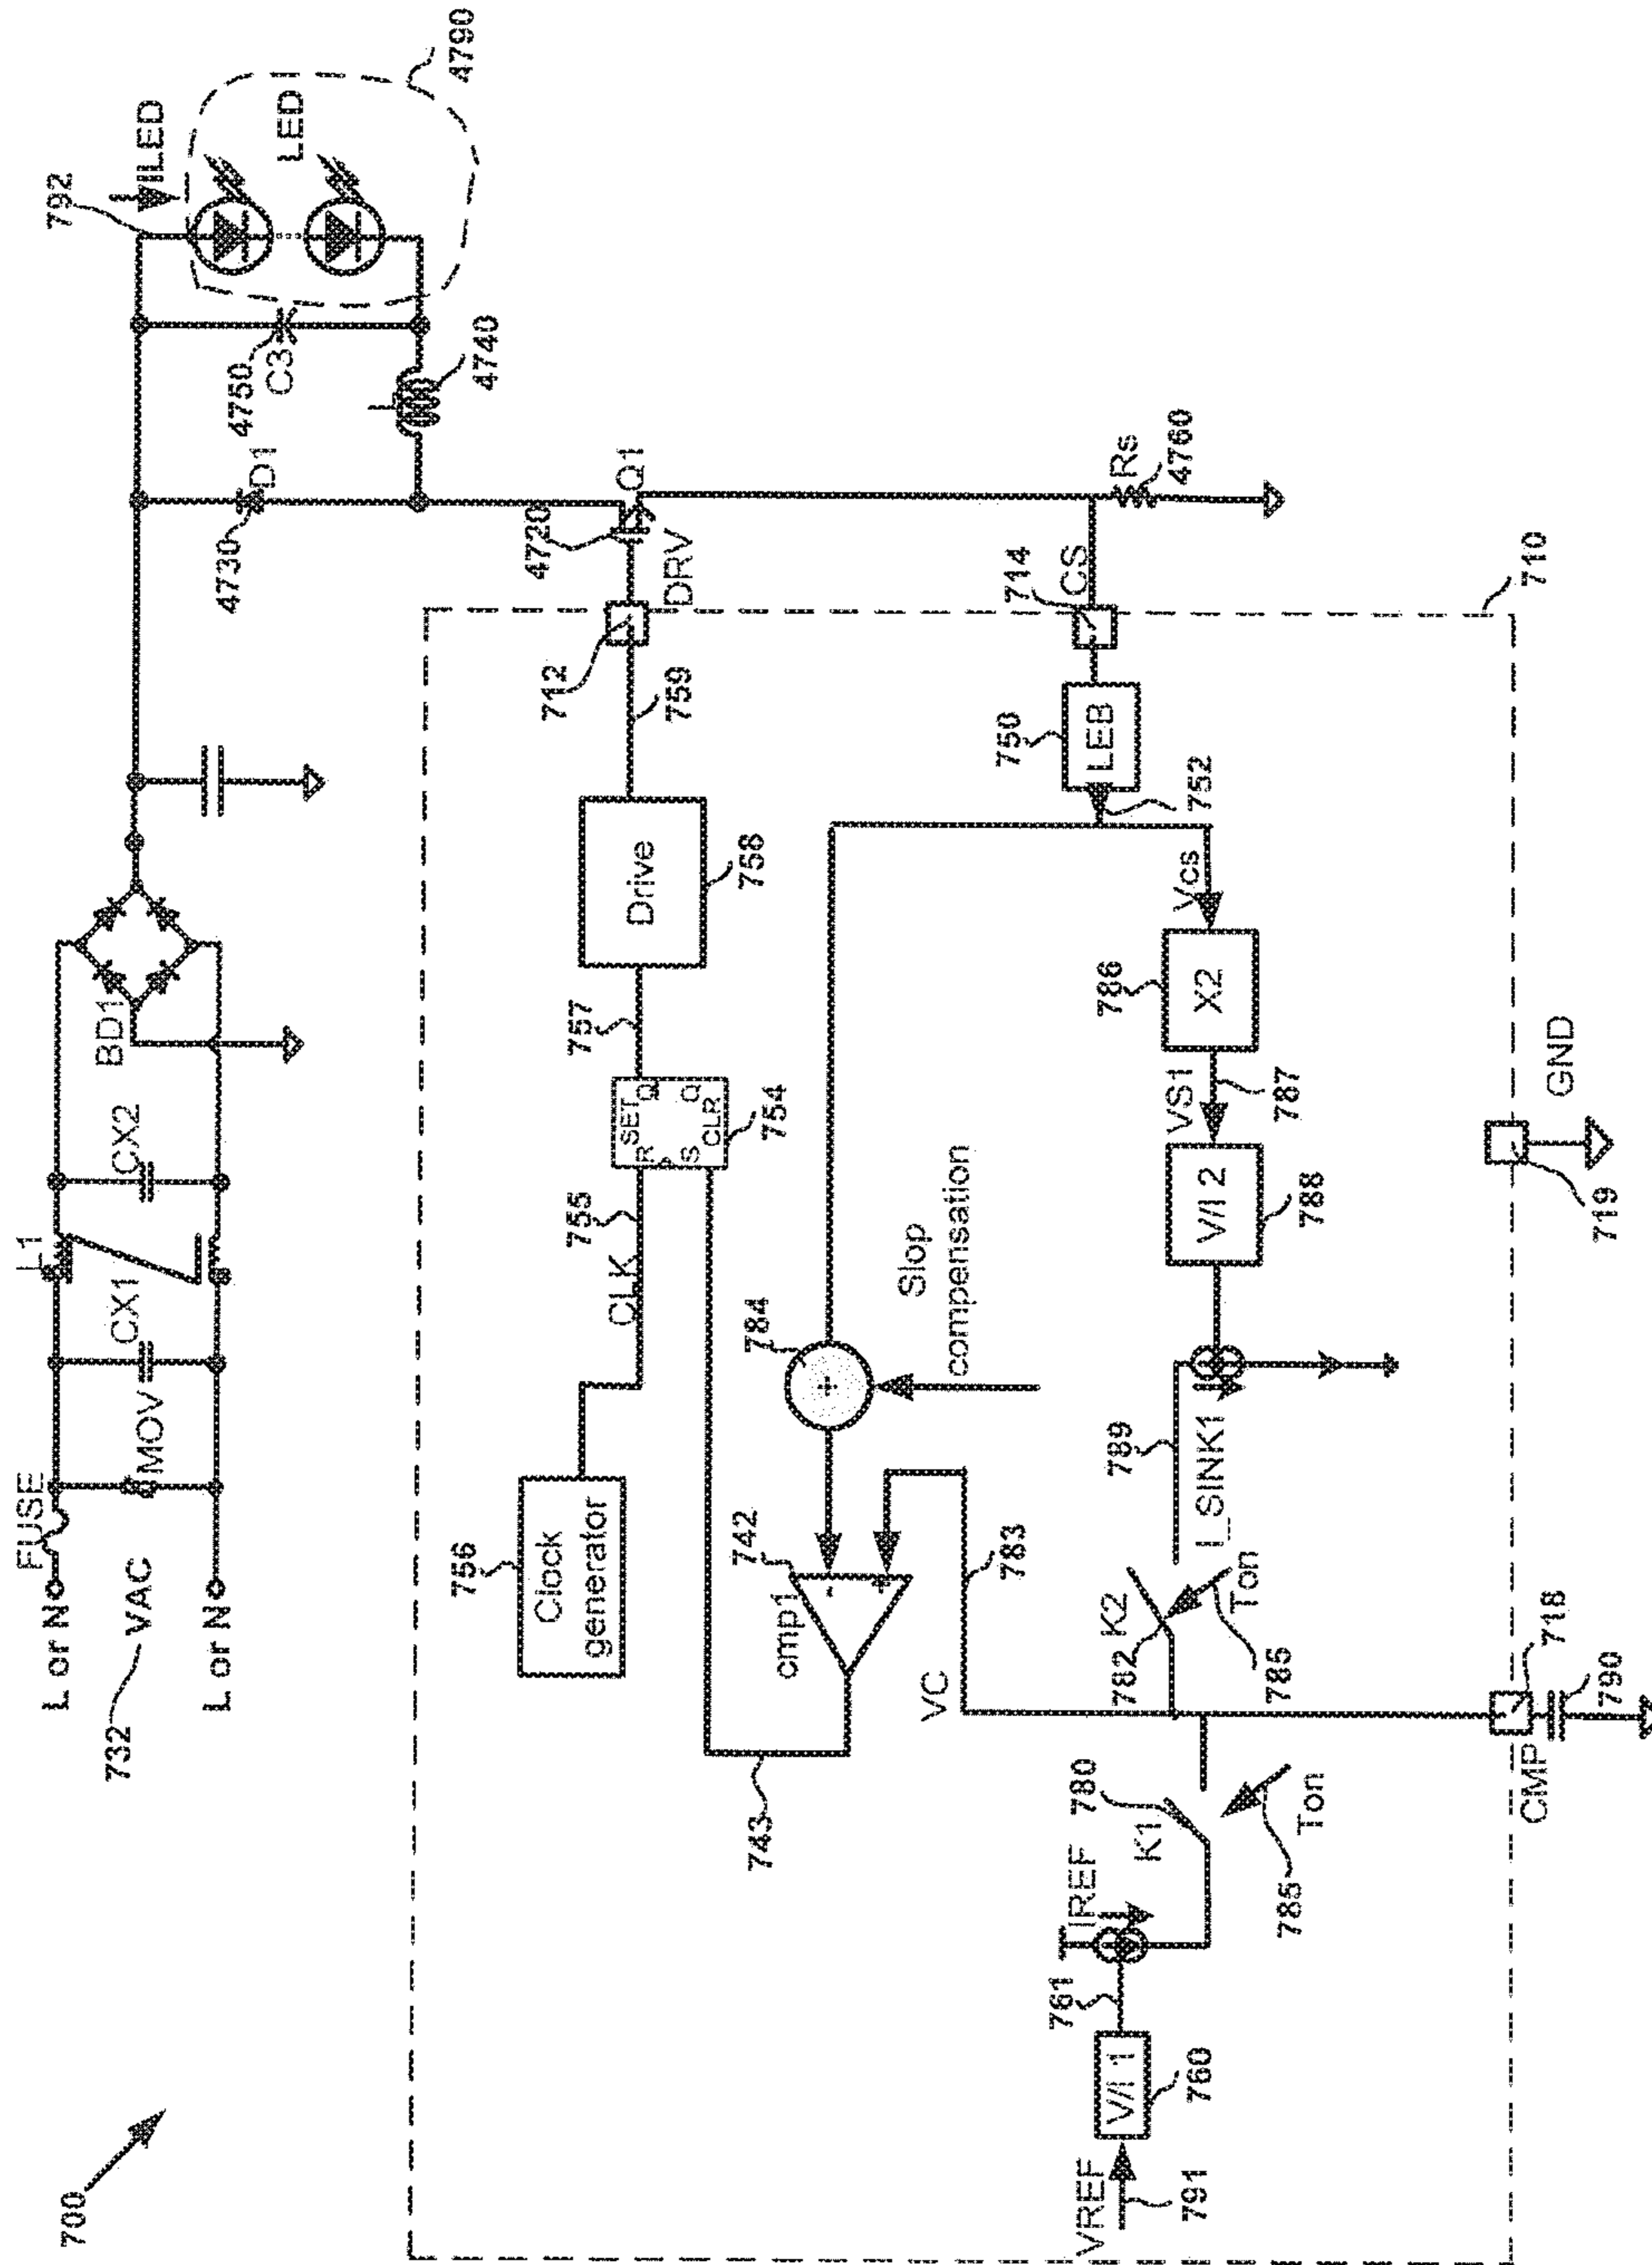 700
L or N
732
VAC
L or N
FUSE
MOV
CX1
L1
CX2
BD1
4730
D1
4750
C3
4740
792
ILED
LED
4790
756
Clock
generator
CLK
755
R
SET
Q
S
CLR
Q
754
757
Drive
758
759
712
DRV
4720
Q1
743
cmp1
742
-
+
784
+
Slop
compensation
VC
783
750
LEB
752
714
CS
Rs
4760
710
Vcs
786
X2
VS1
787
V/I 2
788
789
I_SINK1
K2
782
Ton
785
VREF
791
V/I 1
760
761
IREF
K1
780
Ton
785
CMP
718
790
719
GND